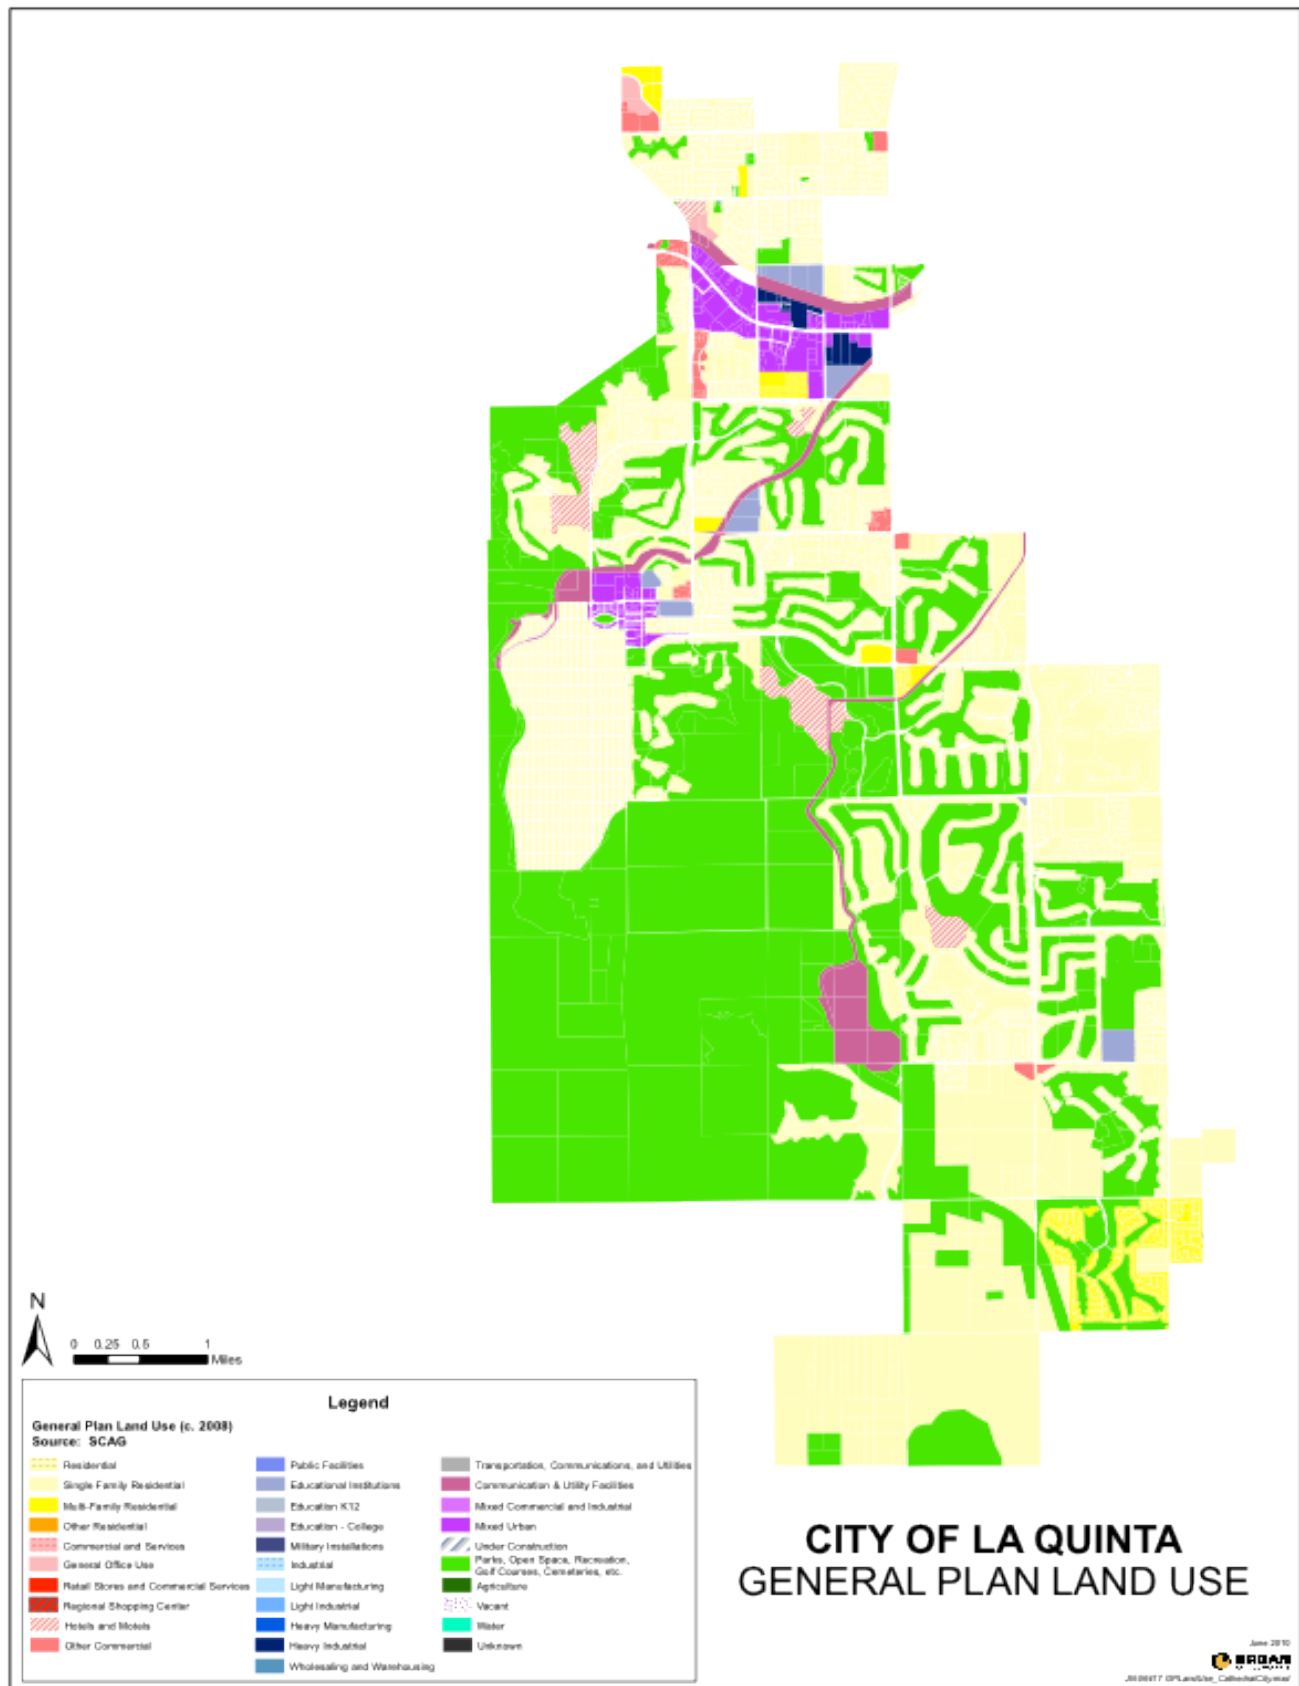 N
0 0.25 0.5 1
Miles
Legend
General Plan Land Use (c. 2008)
Source: SCAG
Residential
Single Family Residential
Multi-Family Residential
Other Residential
Commercial and Services
General Office Use
Retail Stores and Commercial Services
Regional Shopping Center
Hotels and Motels
Other Commercial
Public Facilities
Educational Institutions
Education K12
Education - College
Military Installations
Industrial
Light Manufacturing
Light Industrial
Heavy Manufacturing
Heavy Industrial
Wholesaling and Warehousing
Transportation, Communications, and Utilities
Communication & Utility Facilities
Mixed Commercial and Industrial
Mixed Urban
Under Construction
Parks, Open Space, Recreation,
Golf Courses, Cemeteries, etc.
Agriculture
Vacant
Water
Unknown
CITY OF LA QUINTA
GENERAL PLAN LAND USE
June 2010